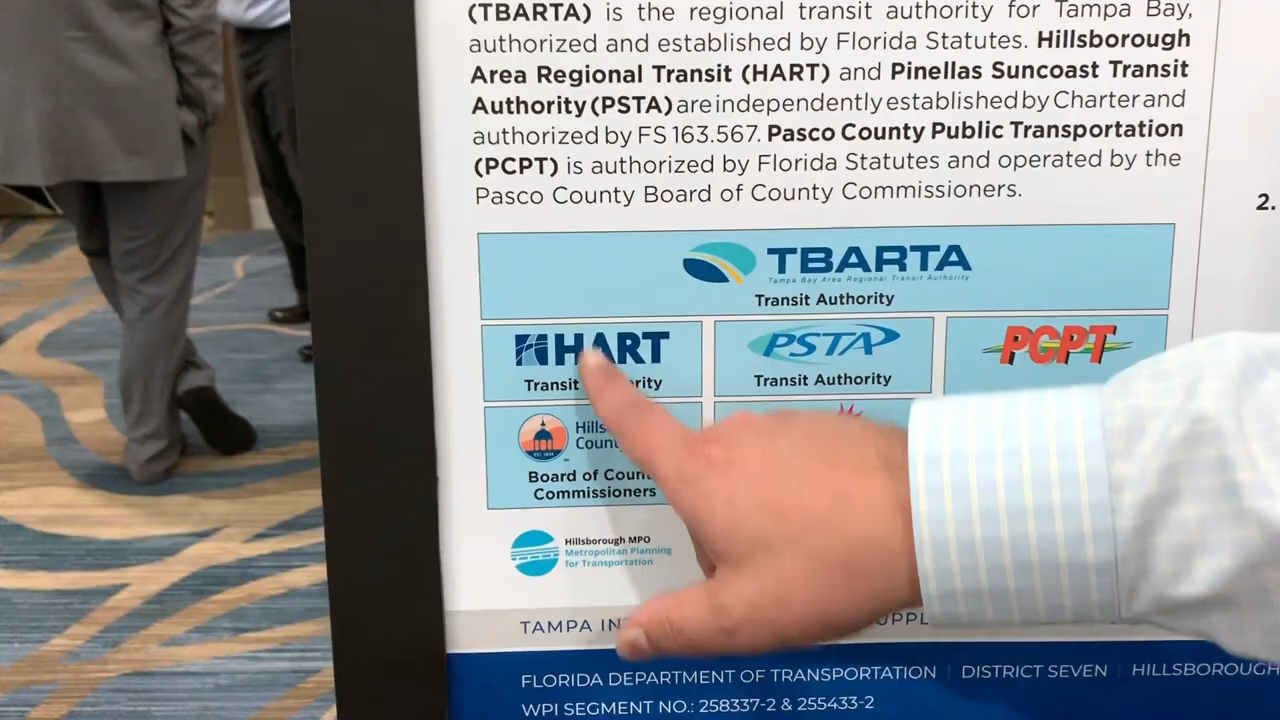 (TBARTA) is the regional transit authority for Tampa Bay,
authorized and established by Florida Statutes. Hillsborough
Area Regional Transit (HART) and Pinellas Suncoast Transit
Authority (PSTA) are independently established by Charter and
authorized by FS 163.567. Pasco County Public Transportation
(PCPT) is authorized by Florida Statutes and operated by the
Pasco County Board of County Commissioners.
2.
TBARTA
Tampa Bay Area Regional Transit Authority
Transit Authority
HART
Transit
PSTA
Transit Authority
PCPT
EST 1834
Board of
Commissioners
Hillsborough MPO
Metropolitan Planning
for Transportation
TAMPA
FLORIDA DEPARTMENT OF TRANSPORTATION | DISTRICT SEVEN | HILLSBOROUGH
WPI SEGMENT NO.: 258337-2 & 255433-2